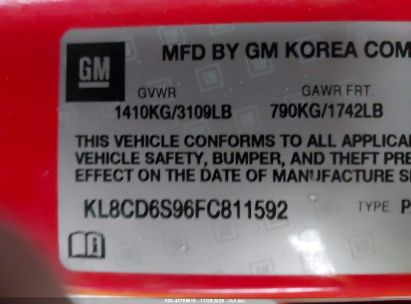 GM
MFD BY GM KOREA COM
GVWR GAWR FRT.
1410KG/3109LB 790KG/1742LB
THIS VEHICLE CONFORMS TO ALL APPLICA
VEHICLE SAFETY, BUMPER, AND THEFT PRE
EFFECT ON THE DATE OF MANUFACTURE S
KL8CD6S96FC811592 TYPE: P